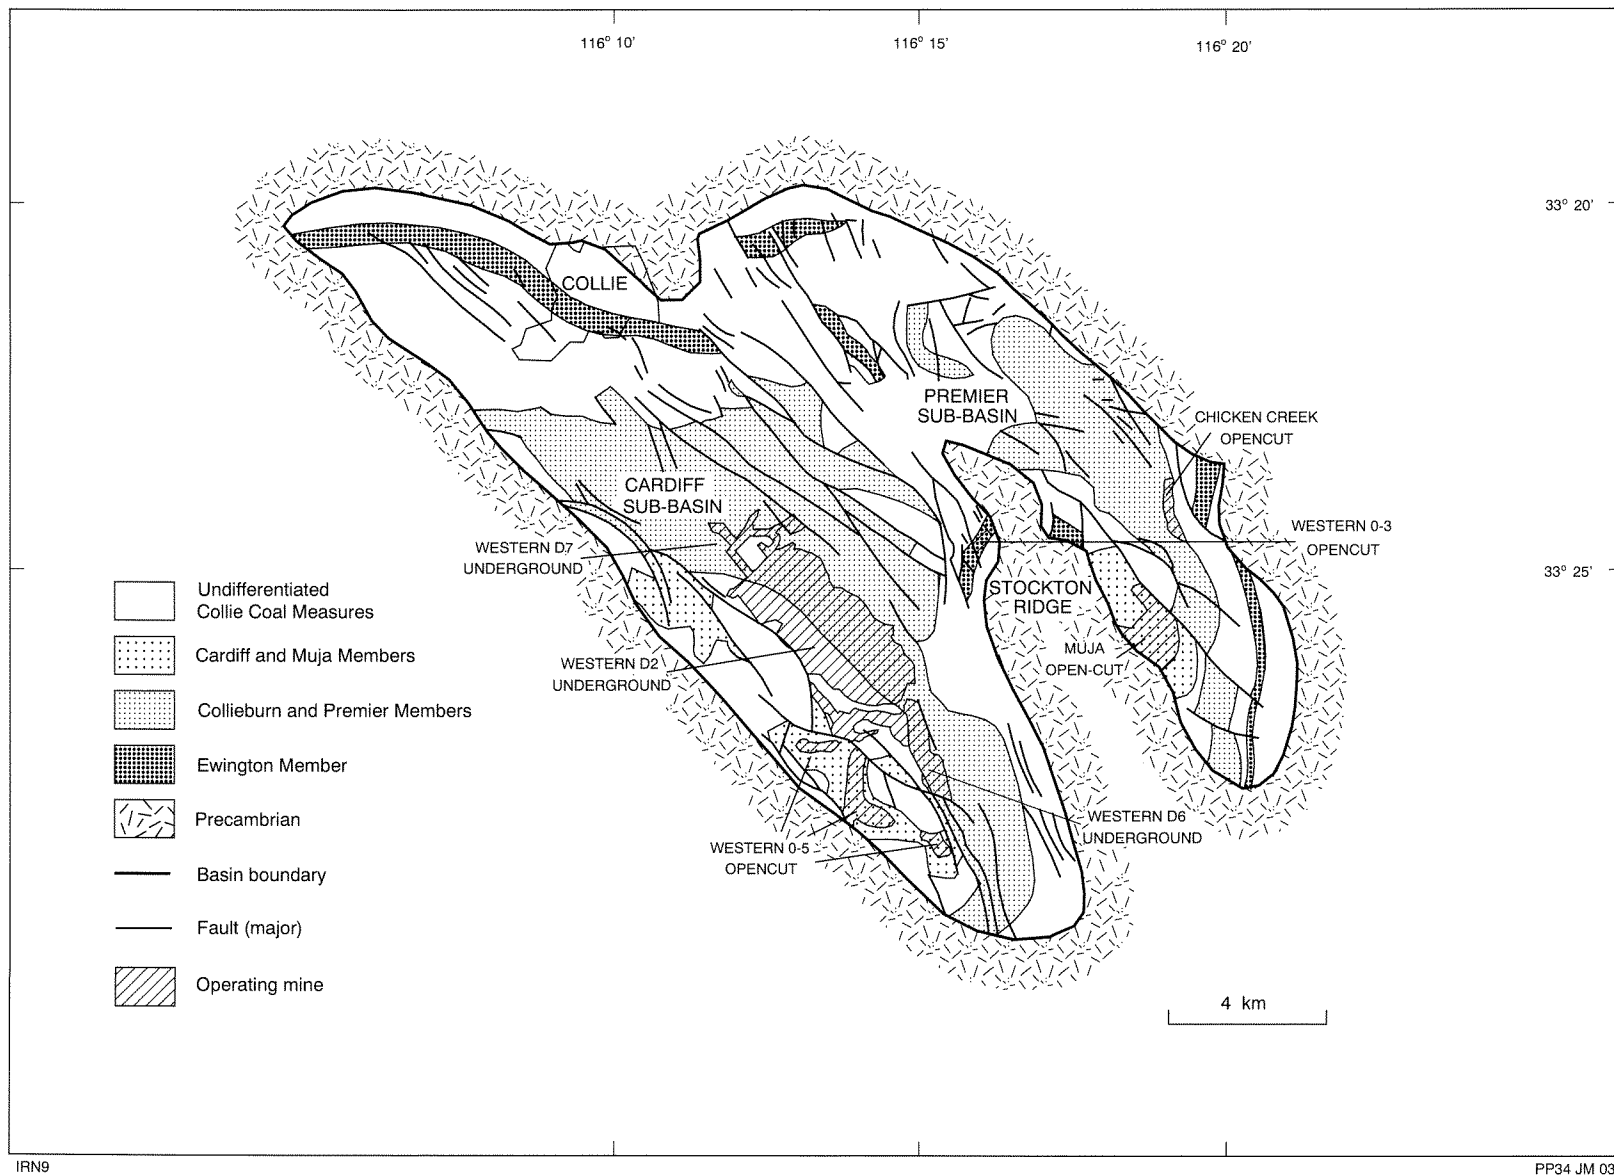 116° 10'
116° 15'
116° 20'
33° 20'
COLLIE
PREMIER
SUB-BASIN
CHICKEN CREEK
OPENCUT
CARDIFF
SUB-BASIN
WESTERN 0-3
OPENCUT
WESTERN D7
UNDERGROUND
33° 25'
STOCKTON
RIDGE
MUJA
OPEN-CUT
WESTERN D2
UNDERGROUND
WESTERN D6
UNDERGROUND
WESTERN 0-5
OPENCUT
Undifferentiated
Collie Coal Measures
Cardiff and Muja Members
Collieburn and Premier Members
Ewington Member
Precambrian
Basin boundary
Fault (major)
Operating mine
4 km
IRN9
PP34 JM 03